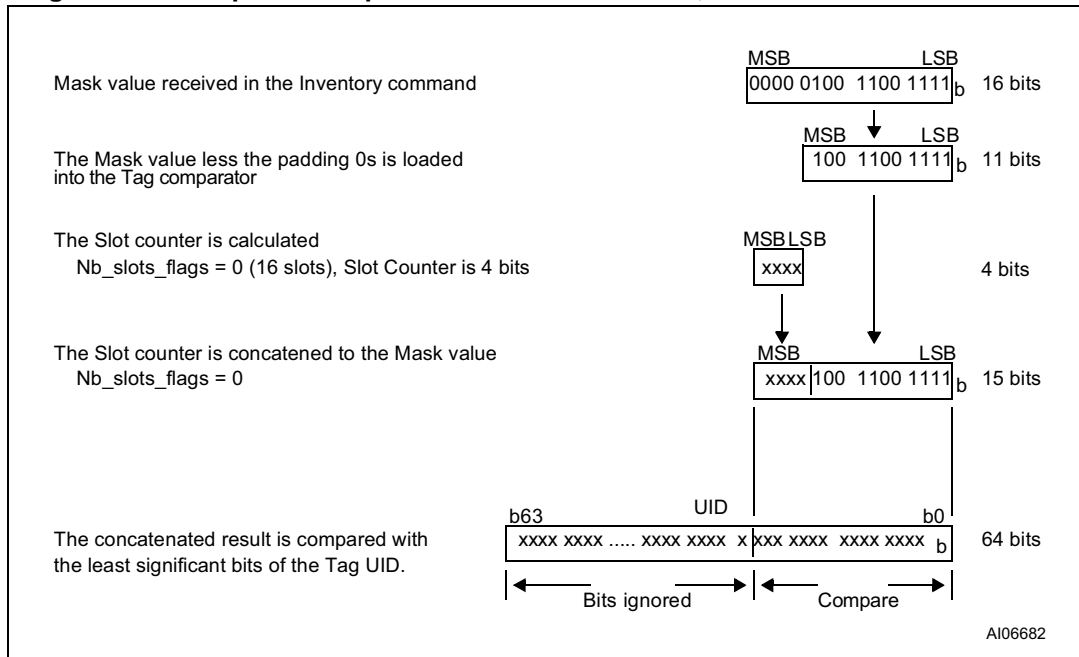 MSB LSB
Mask value received in the Inventory command 0000 0100 1100 1111 b 16 bits
MSB LSB
The Mask value less the padding 0s is loaded
into the Tag comparator
100 1100 1111 b 11 bits
The Slot counter is calculated
MSB LSB
Nb_slots_flags = 0 (16 slots), Slot Counter is 4 bits
xxxx 4 bits
The Slot counter is concatened to the Mask value
MSB LSB
Nb_slots_flags = 0
xxxx 100 1100 1111 b 15 bits
UID
b63 b0
The concatenated result is compared with
the least significant bits of the Tag UID.
xxxx xxxx ..... xxxx xxxx x xxx xxxx xxxx xxxx b 64 bits
Bits ignored Compare
AI06682